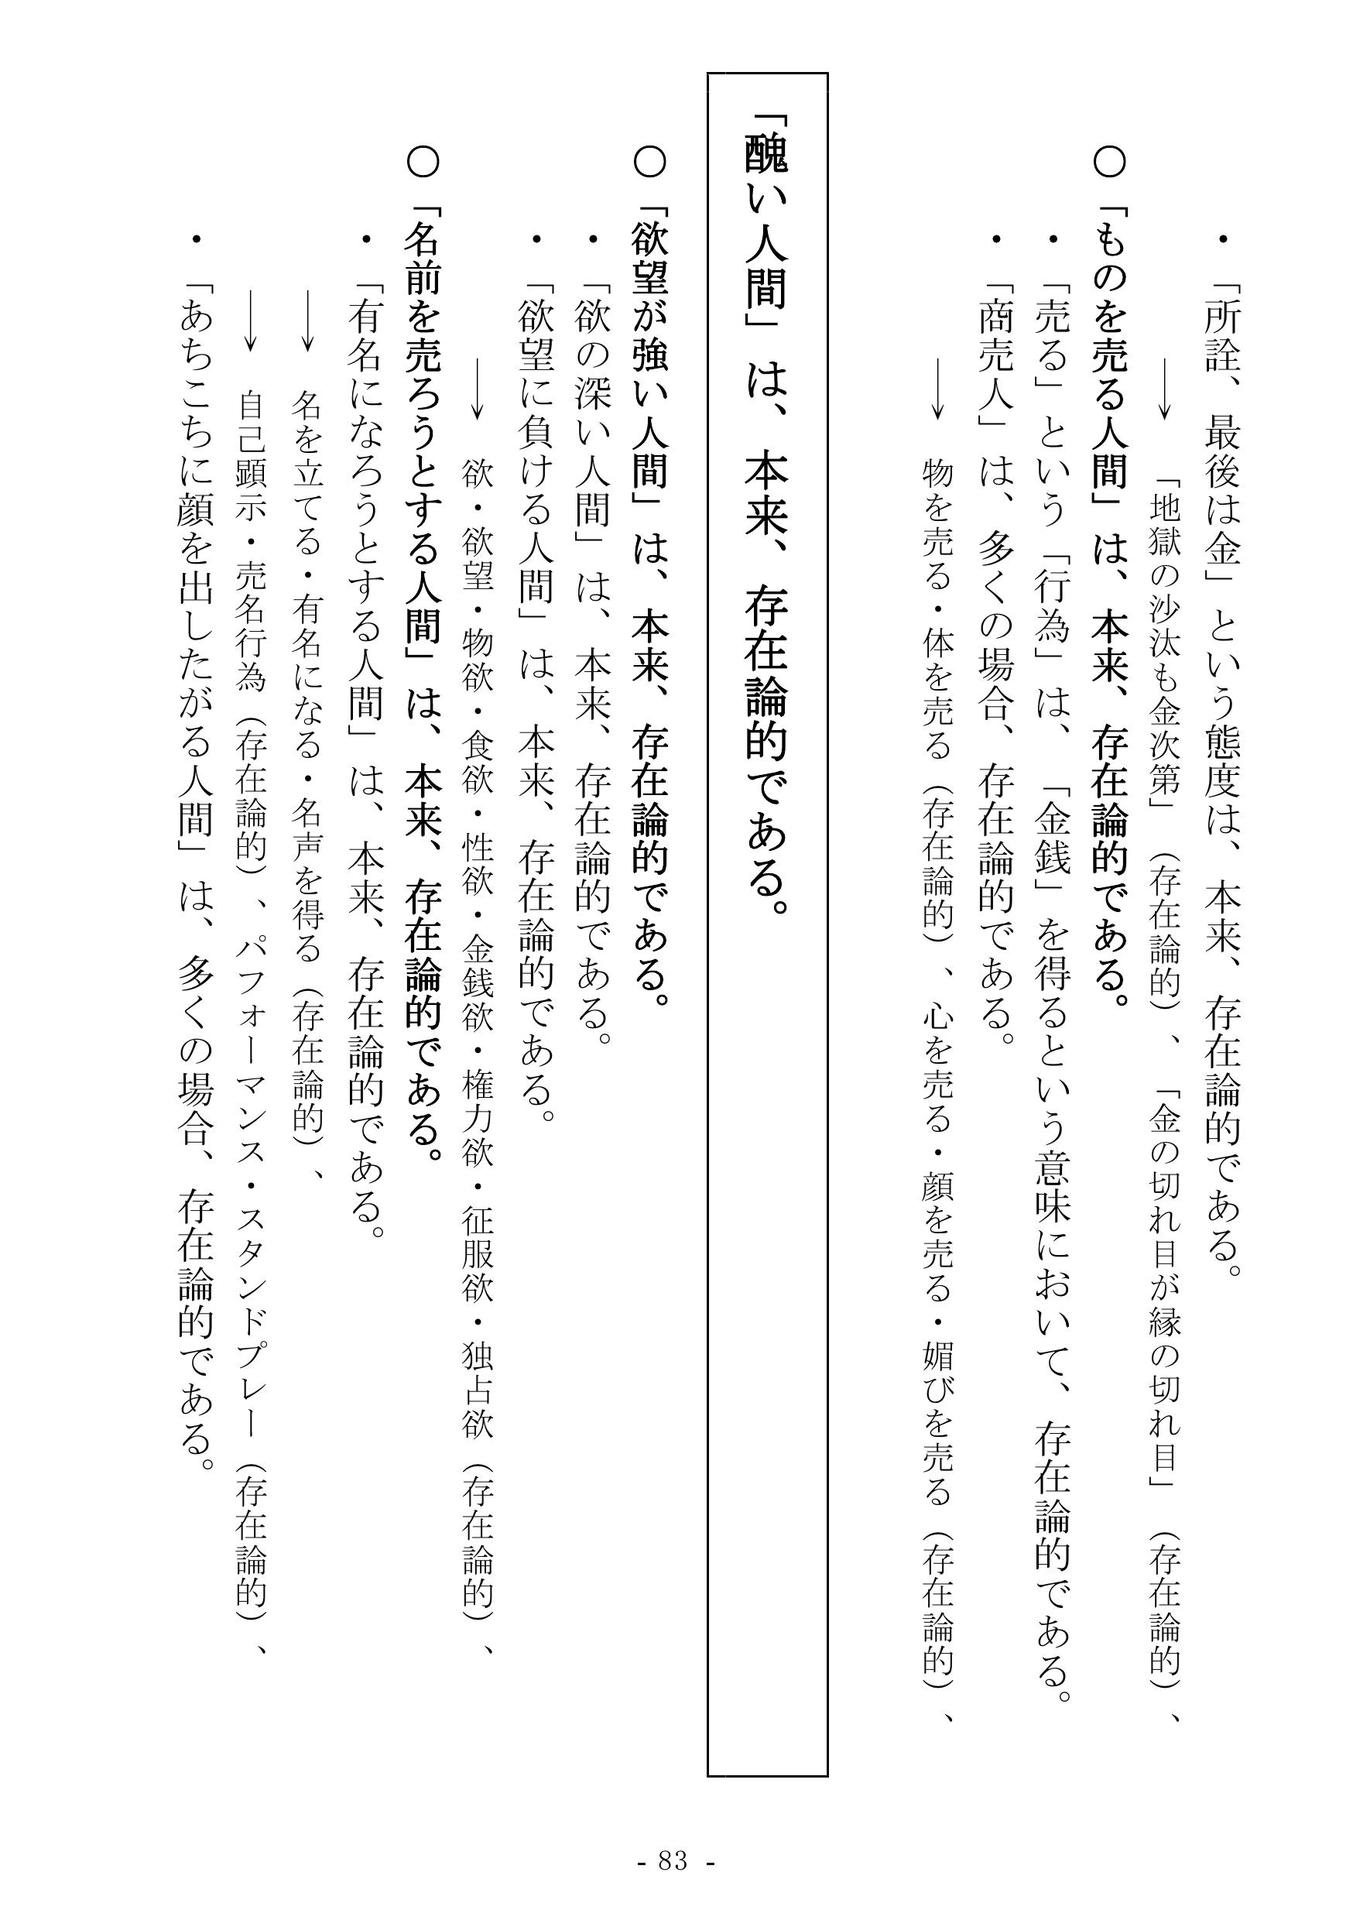 ・「所詮、最後は金」という態度は、本来、存在論的である。
→「地獄の沙汰も金次第」（存在論的）、「金の切れ目が縁の切れ目」（存在論的）、
○「ものを売る人間」は、本来、存在論的である。
・「売る」という「行為」は、「金銭」を得るという意味において、存在論的である。
・「商売人」は、多くの場合、存在論的である。
→物を売る・体を売る（存在論的）、心を売る・顔を売る・媚びを売る（存在論的）、
「醜い人間」は、本来、存在論的である。
○「欲望が強い人間」は、本来、存在論的である。
・「欲の深い人間」は、本来、存在論的である。
・「欲望に負ける人間」は、本来、存在論的である。
→欲・欲望・物欲・食欲・性欲・金銭欲・権力欲・征服欲・独占欲（存在論的）、
○「名前を売ろうとする人間」は、本来、存在論的である。
・「有名になろうとする人間」は、本来、存在論的である。
→名を立てる・有名になる・名声を得る（存在論的）、
→自己顕示・売名行為（存在論的）、パフォーマンス・スタンドプレー（存在論的）、
・「あちこちに顔を出したがる人間」は、多くの場合、存在論的である。
- 83 -